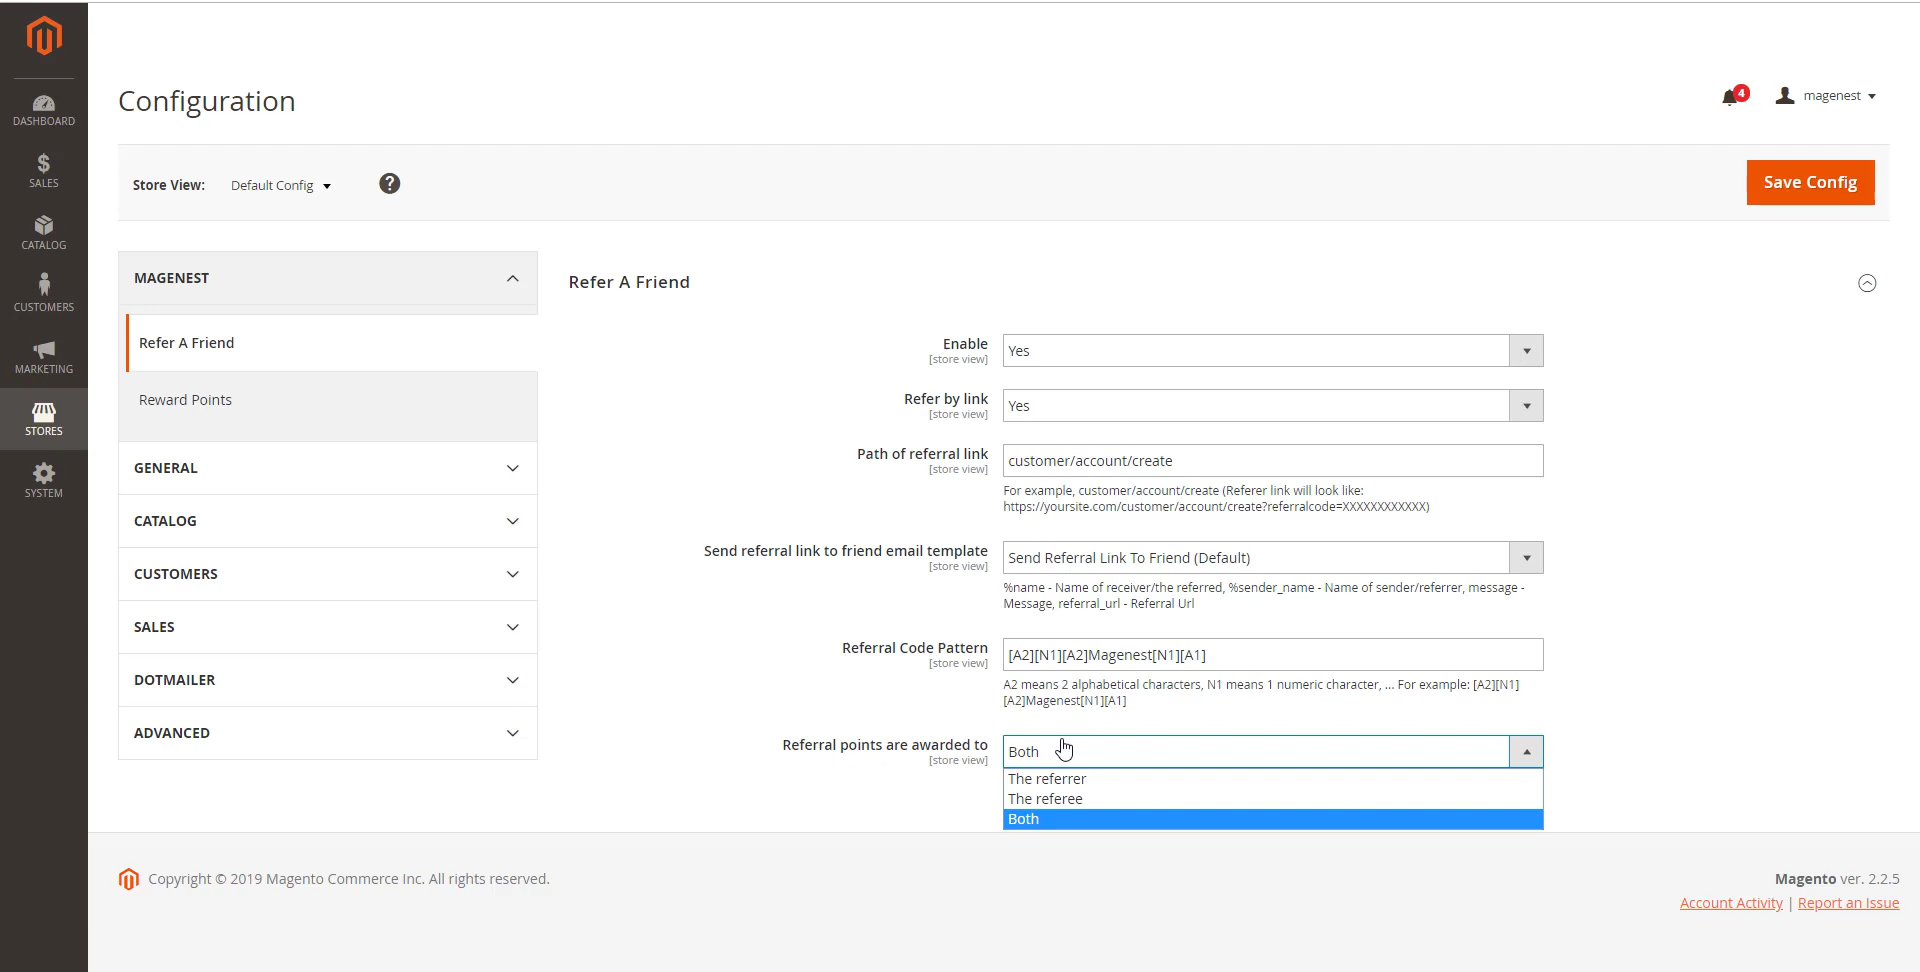 DASHBOARD
SALES
CATALOG
CUSTOMERS
MARKETING
STORES
SYSTEM
Configuration
4
magenest
Store View: Default Config ?
Save Config
MAGENEST
Refer A Friend
Reward Points
GENERAL
CATALOG
CUSTOMERS
SALES
DOTMAILER
ADVANCED
Refer A Friend
Enable
[store view]
Yes
Refer by link
[store view]
Yes
Path of referral link
[store view]
customer/account/create
For example, customer/account/create (Referer link will look like:
https://yoursite.com/customer/account/create?referralcode=XXXXXXXXXXXX)
Send referral link to friend email template
[store view]
Send Referral Link To Friend (Default)
%name - Name of receiver/the referred, %sender_name - Name of sender/referrer, message -
Message, referral_url - Referral Url
Referral Code Pattern
[store view]
[A2][N1][A2]Magenest[N1][A1]
A2 means 2 alphabetical characters, N1 means 1 numeric character, ... For example: [A2][N1]
[A2]Magenest[N1][A1]
Referral points are awarded to
[store view]
Both
The referrer
The referee
Both
Copyright © 2019 Magento Commerce Inc. All rights reserved.
Magento ver. 2.2.5
Account Activity | Report an Issue